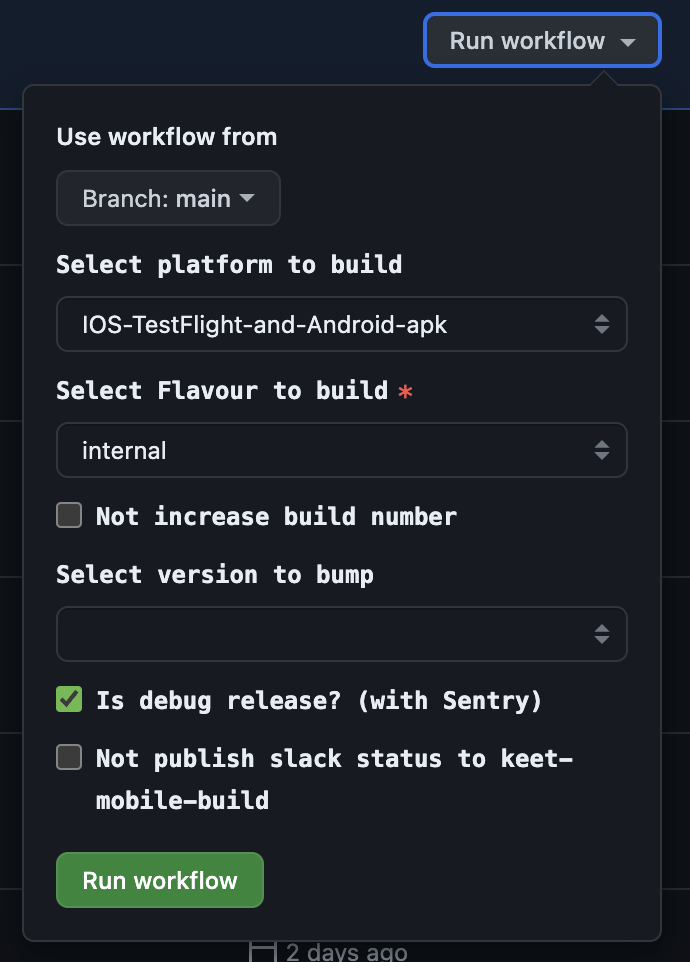 Run workflow
Use workflow from
Branch: main
Select platform to build
IOS-TestFlight-and-Android-apk
Select Flavour to build *
internal
Not increase build number
Select version to bump
Is debug release? (with Sentry)
Not publish slack status to keet-
mobile-build
Run workflow
2 days ago